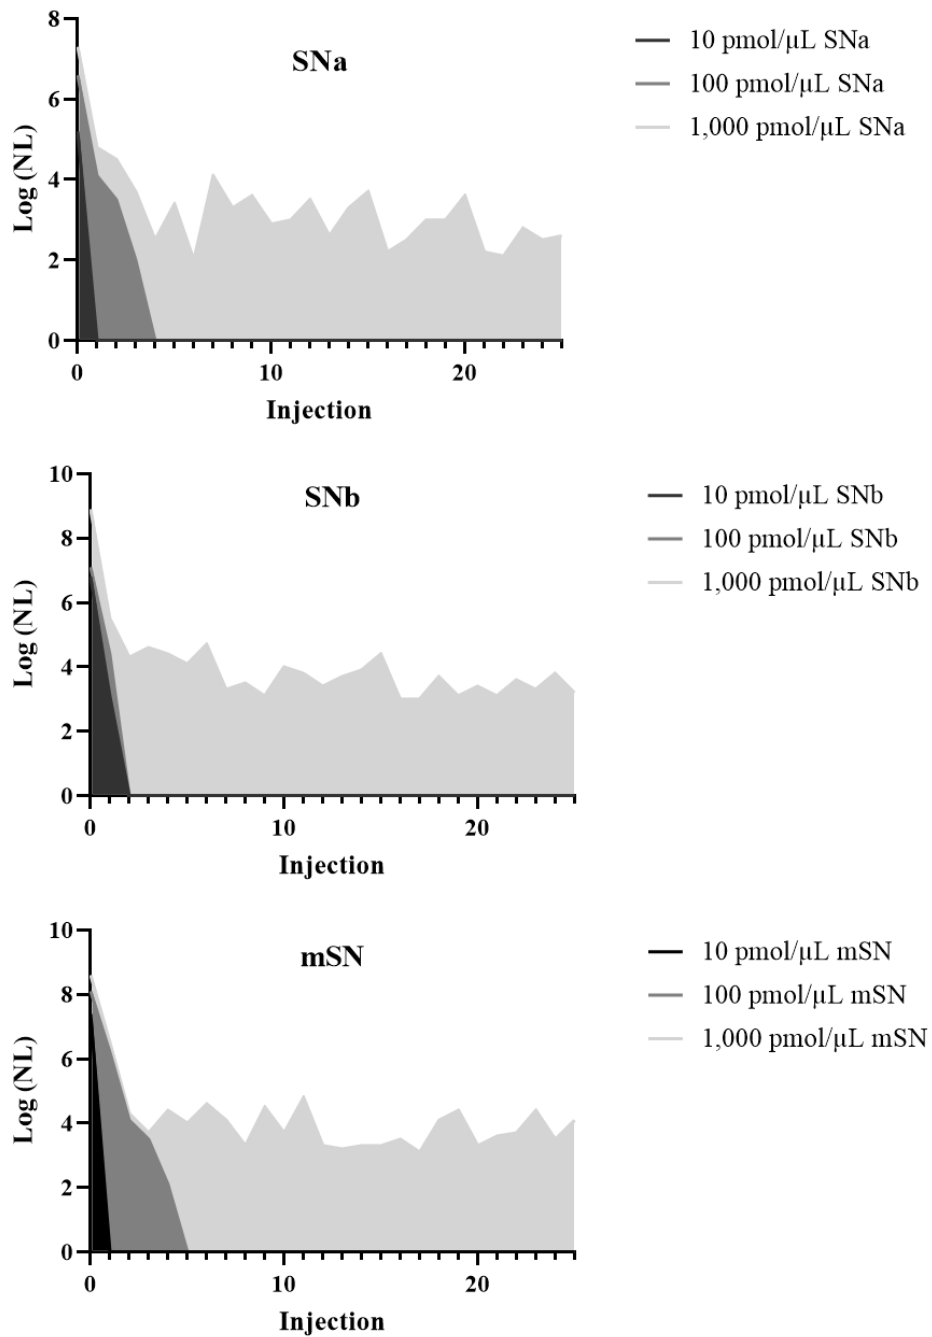 SNa
10 pmol/µL SNa
100 pmol/µL SNa
1,000 pmol/µL SNa
Log (NL)
8
6
4
2
0
0 10 20
Injection
SNb
10 pmol/µL SNb
100 pmol/µL SNb
1,000 pmol/µL SNb
Log (NL)
10
8
6
4
2
0
0 10 20
Injection
mSN
10 pmol/µL mSN
100 pmol/µL mSN
1,000 pmol/µL mSN
Log (NL)
10
8
6
4
2
0
0 10 20
Injection